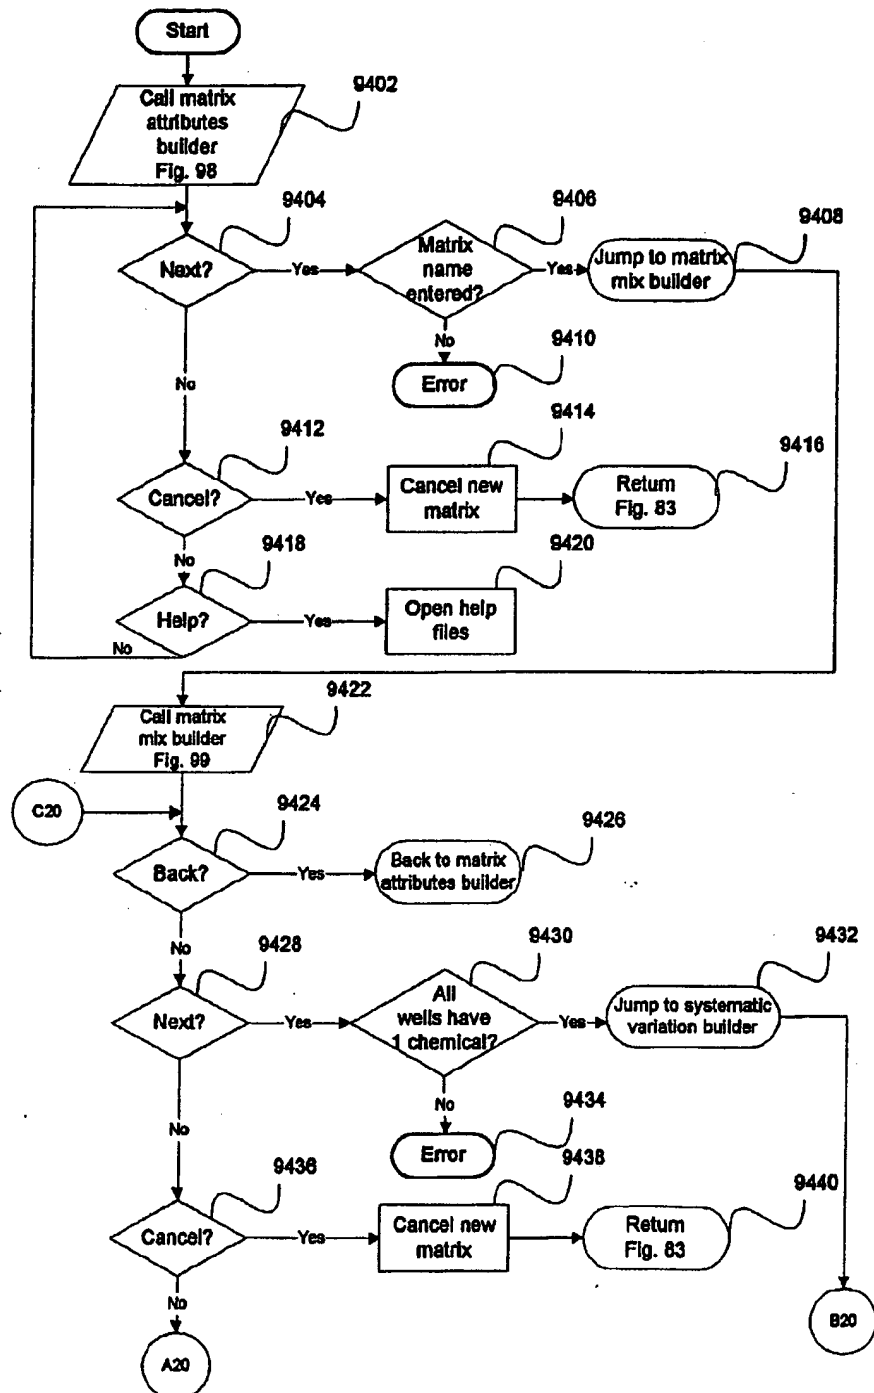 Start
9402
Call matrix
attributes
builder
Fig. 98
9404
9406
9408
Next?
Yes
Matrix
name
entered?
Yes
Jump to matrix
mix builder
No
No
9410
Error
9412
9414
9416
Cancel?
Yes
Cancel new
matrix
Return
Fig. 83
No
9418
9420
Help?
Yes
Open help
files
No
9422
Call matrix
mix builder
Fig. 99
C20
9424
9426
Back?
Yes
Back to matrix
attributes builder
No
9428
9430
9432
Next?
Yes
All
wells have
1 chemical?
Yes
Jump to systematic
variation builder
No
No
9434
Error
9436
9438
9440
Cancel?
Yes
Cancel new
matrix
Return
Fig. 83
No
A20
B20